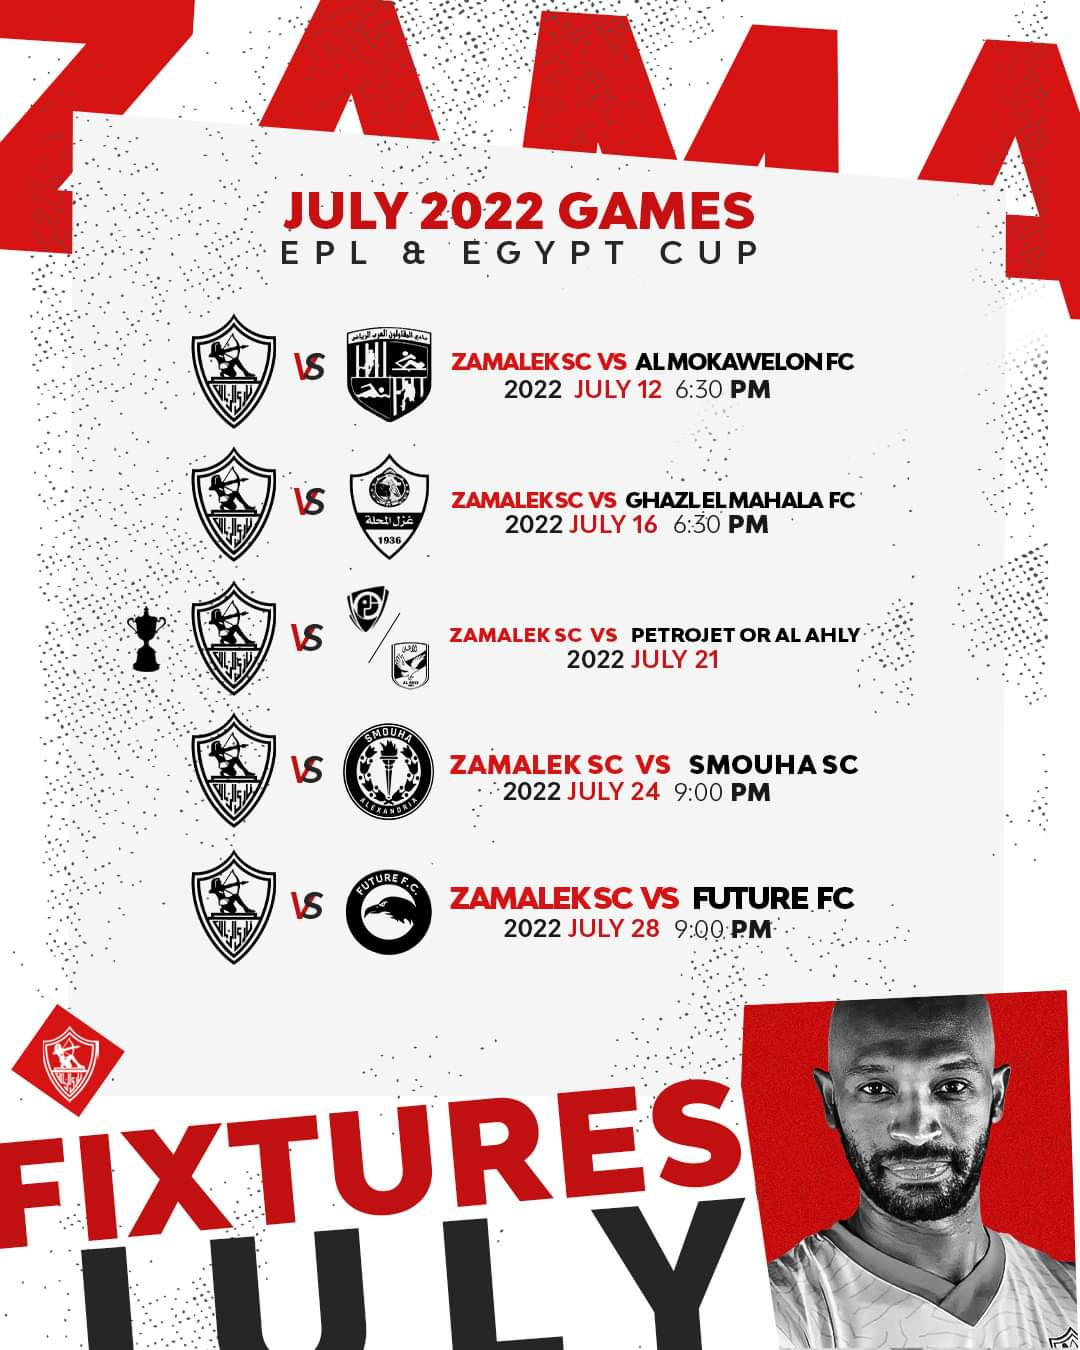 ZAMA
JULY 2022 GAMES
EPL & EGYPT CUP
VS
نادي المقاولون العرب الرياضي
ZAMALEK SC VS AL MOKAWELON FC
2022 JULY 12 6:30 PM
VS
غزل المحلة
1936
ZAMALEK SC VS GHAZL EL MAHALA FC
2022 JULY 16 6:30 PM
VS
ZAMALEK SC VS PETROJET OR AL AHLY
2022 JULY 21
VS
SMOUHA
ALEXANDRIA
ZAMALEK SC VS SMOUHA SC
2022 JULY 24 9:00 PM
VS
FUTURE F.C.
ZAMALEK SC VS FUTURE FC
2022 JULY 28 9:00 PM
FIXTURES
JULY